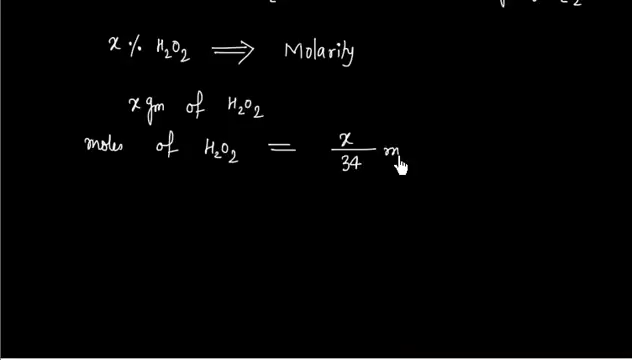 x % H₂O₂ ⟹ Molarity
x gm of H₂O₂
moles of H₂O₂ = x/34 m